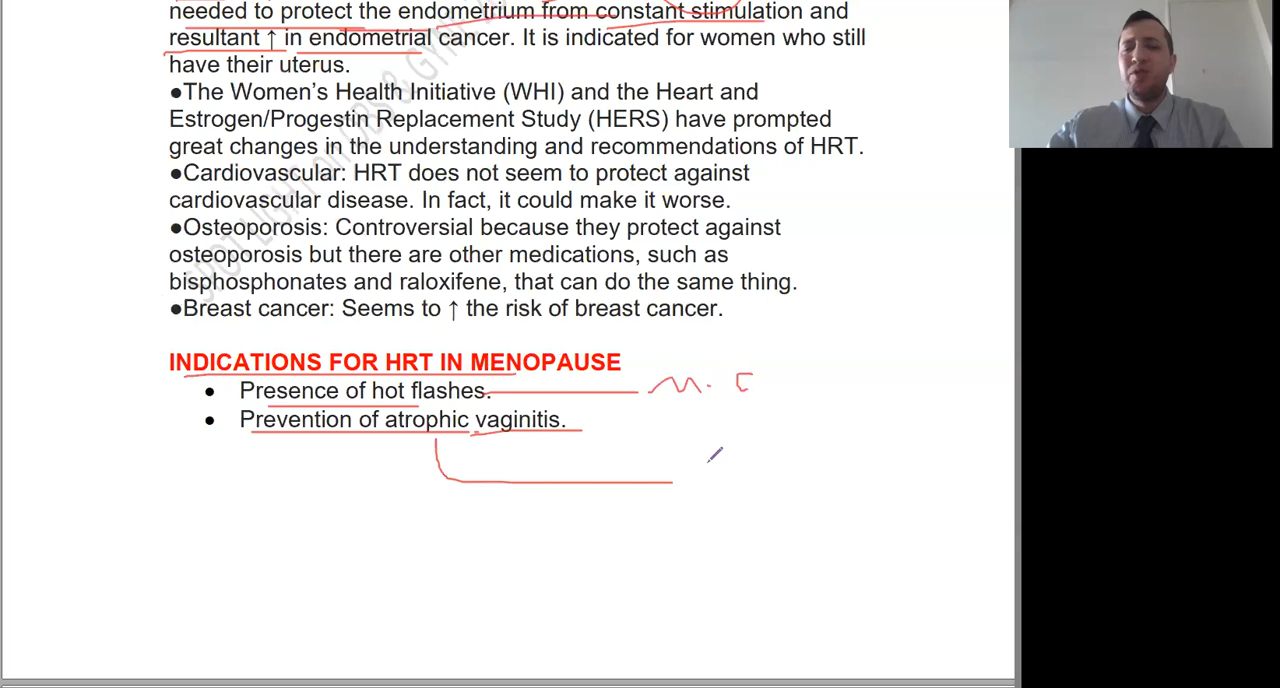 needed to protect the endometrium from constant stimulation and
resultant ↑ in endometrial cancer. It is indicated for women who still
have their uterus.
●The Women's Health Initiative (WHI) and the Heart and
Estrogen/Progestin Replacement Study (HERS) have prompted
great changes in the understanding and recommendations of HRT.
●Cardiovascular: HRT does not seem to protect against
cardiovascular disease. In fact, it could make it worse.
●Osteoporosis: Controversial because they protect against
osteoporosis but there are other medications, such as
bisphosphonates and raloxifene, that can do the same thing.
●Breast cancer: Seems to ↑ the risk of breast cancer.
INDICATIONS FOR HRT IN MENOPAUSE
• Presence of hot flashes.
• Prevention of atrophic vaginitis.
SPOT LIGHT on OBS & GYN